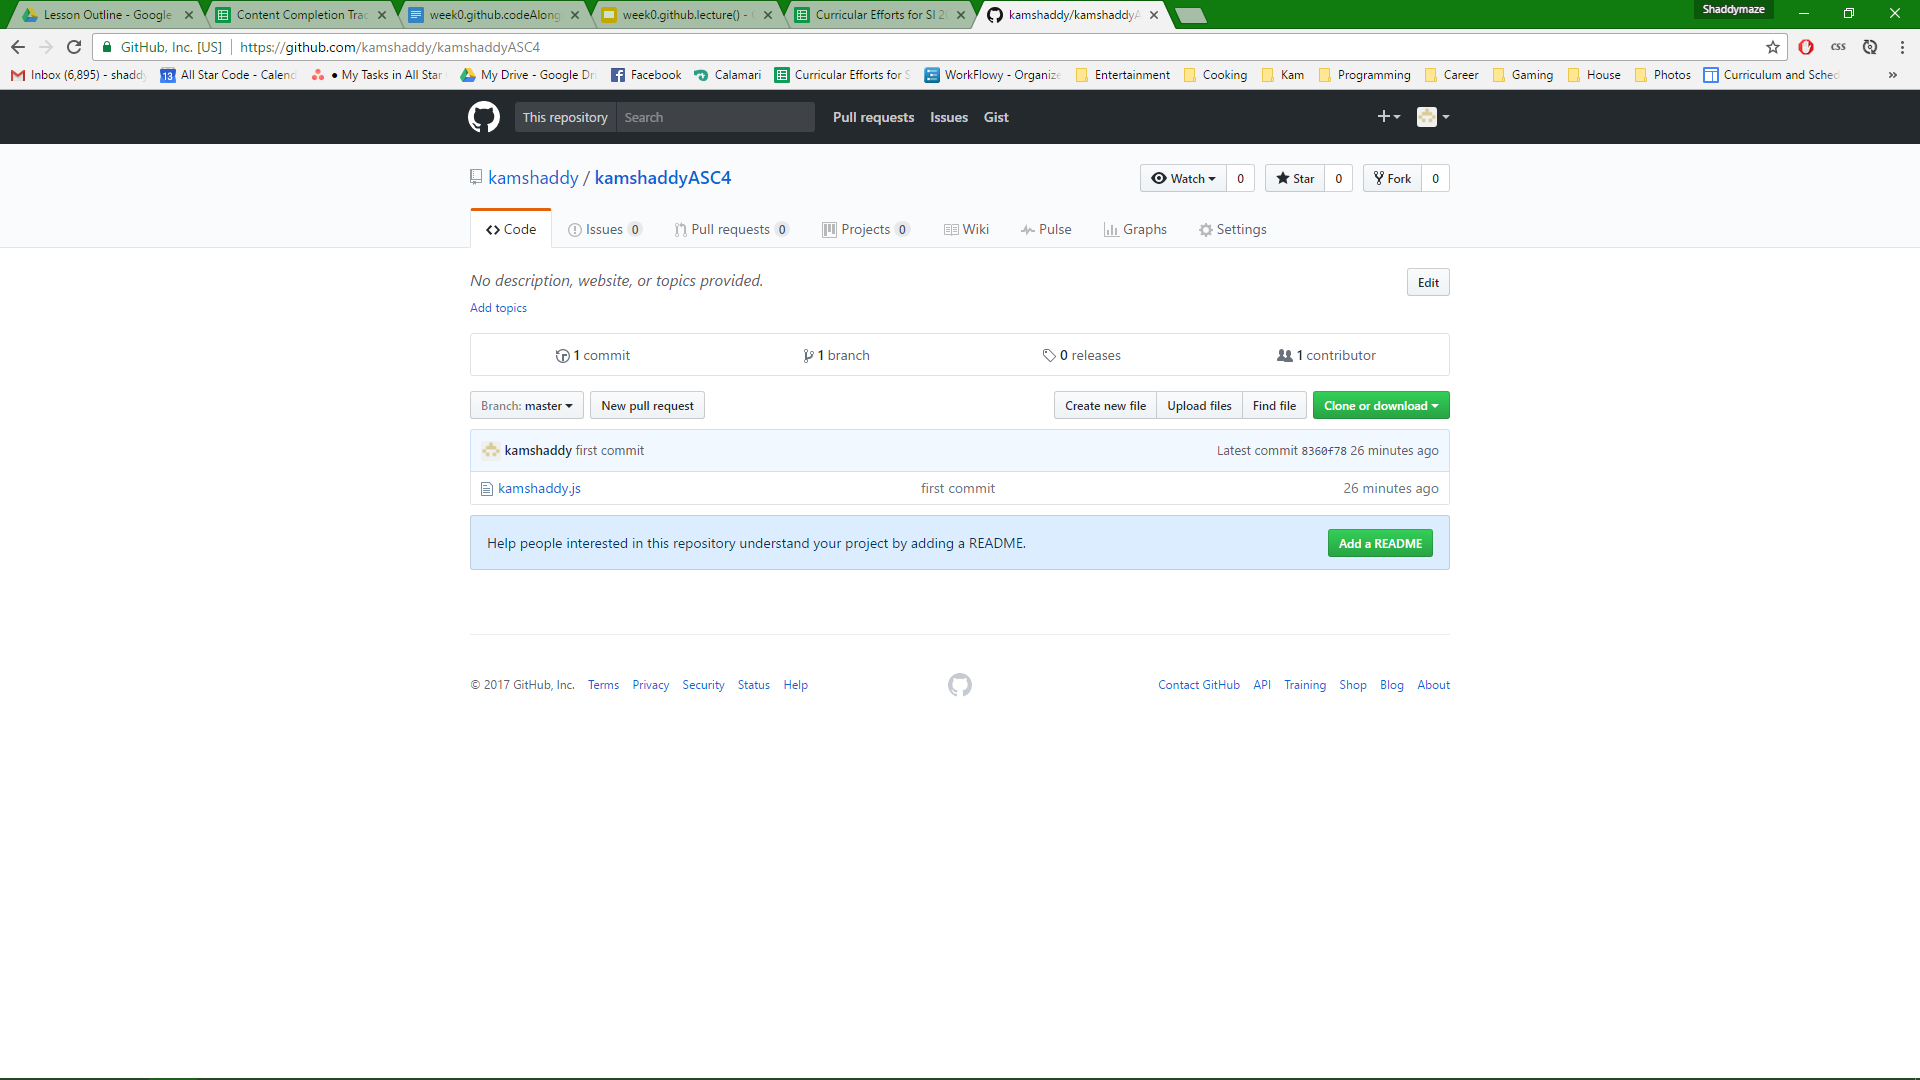 Shaddymaze
Lesson Outline - Google
Content Completion Trac
week0.github.codeAlong
week0.github.lecture() -
Curricular Efforts for SI 2
kamshaddy/kamshaddyA
GitHub, Inc. [US] https://github.com/kamshaddy/kamshaddyASC4
css
Inbox (6,895) - shaddy
13 All Star Code - Calend
• My Tasks in All Star
My Drive - Google Dr
Facebook
Calamari
Curricular Efforts for S
WorkFlowy - Organize
Entertainment
Cooking
Kam
Programming
Career
Gaming
House
Photos
Curriculum and Sched
»
This repository Search Pull requests Issues Gist
kamshaddy / kamshaddyASC4
Watch 0 Star 0 Fork 0
Code Issues 0 Pull requests 0 Projects 0 Wiki Pulse Graphs Settings
No description, website, or topics provided. Edit
Add topics
1 commit 1 branch 0 releases 1 contributor
Branch: master New pull request Create new file Upload files Find file Clone or download
kamshaddy first commit Latest commit 8360f78 26 minutes ago
kamshaddy.js first commit 26 minutes ago
Help people interested in this repository understand your project by adding a README. Add a README
© 2017 GitHub, Inc. Terms Privacy Security Status Help Contact GitHub API Training Shop Blog About